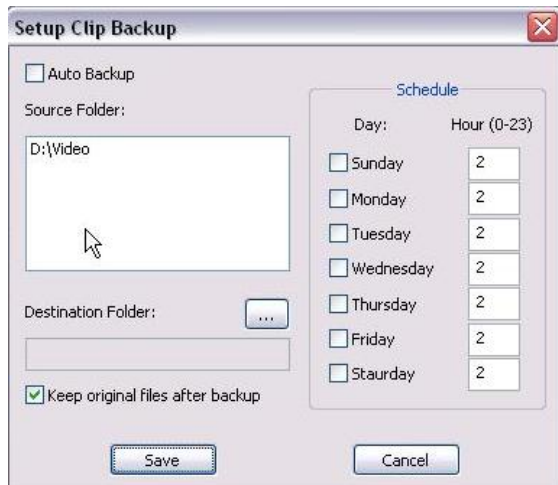 Setup Clip Backup
Auto Backup
Source Folder:
D:\Video
Destination Folder:
...
Keep original files after backup
Schedule
Day: Hour (0-23)
Sunday 2
Monday 2
Tuesday 2
Wednesday 2
Thursday 2
Friday 2
Staurday 2
Save Cancel